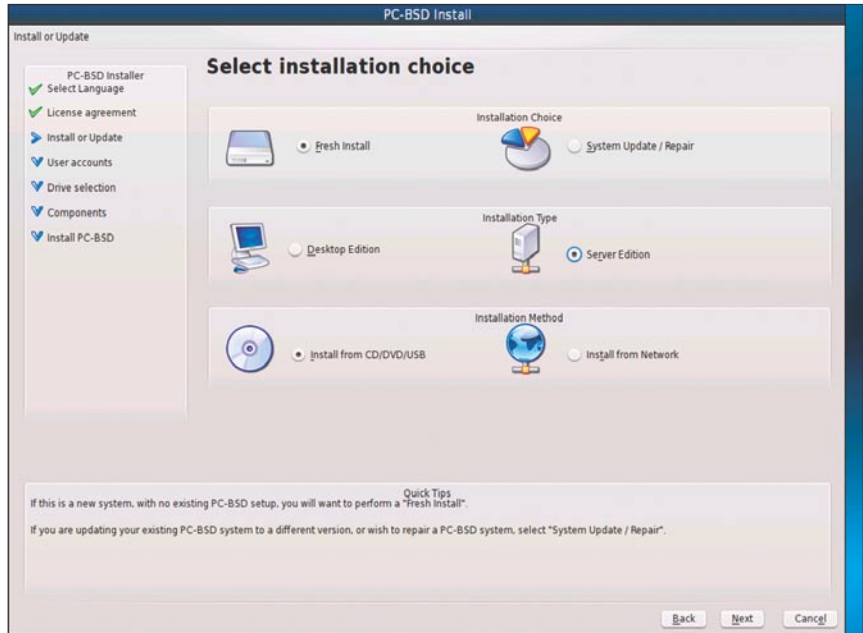 PC-BSD Install
Install or Update
PC-BSD Installer
Select Language
License agreement
Install or Update
User accounts
Drive selection
Components
Install PC-BSD
Select installation choice
Installation Choice
Fresh Install
System Update / Repair
Installation Type
Desktop Edition
Server Edition
Installation Method
Install from CD/DVD/USB
Install from Network
Quick Tips
If this is a new system, with no existing PC-BSD setup, you will want to perform a "Fresh Install".
If you are updating your existing PC-BSD system to a different version, or wish to repair a PC-BSD system, select "System Update / Repair".
Back
Next
Cancel